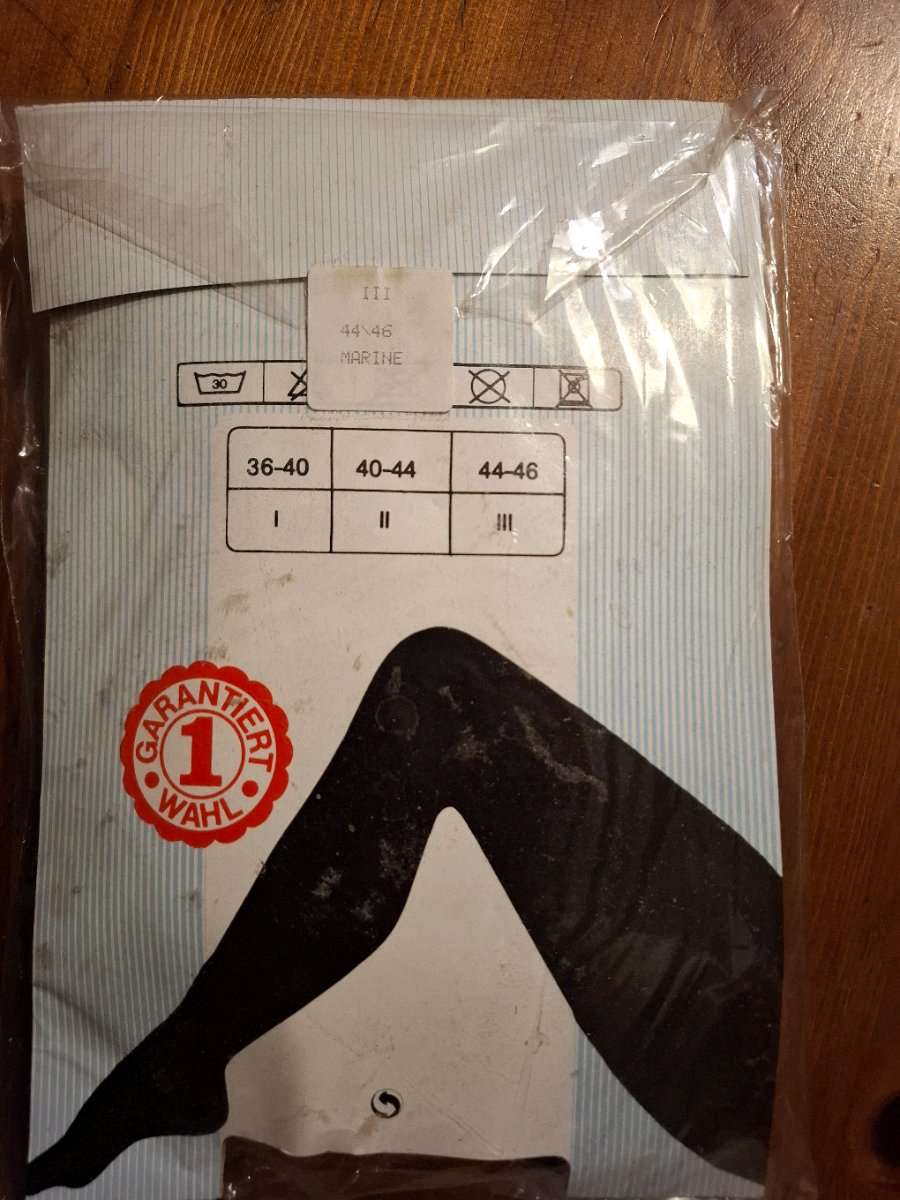 III
44\46
MARINE
30
36-40 40-44 44-46
I II III
GARANTIERT
1
WAHL